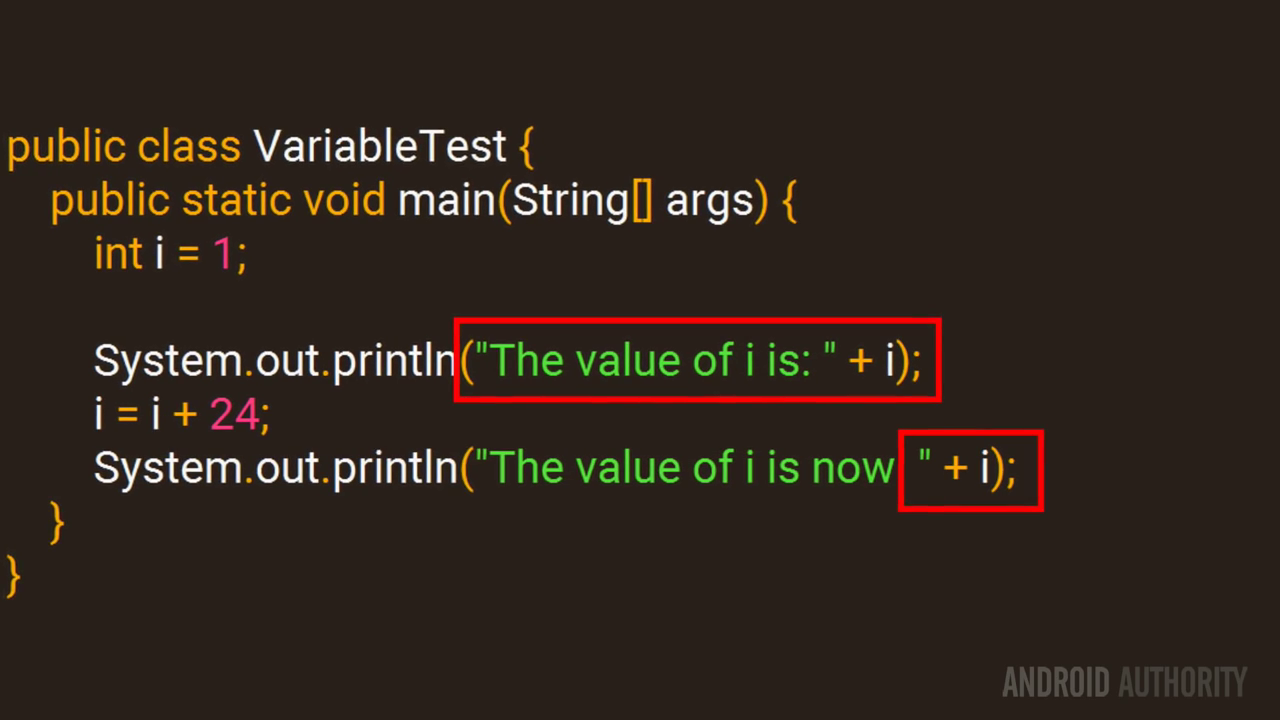 public class VariableTest {
public static void main(String[] args) {
int i = 1;
System.out.println("The value of i is: " + i);
i = i + 24;
System.out.println("The value of i is now " + i);
}
}
ANDROID AUTHORITY